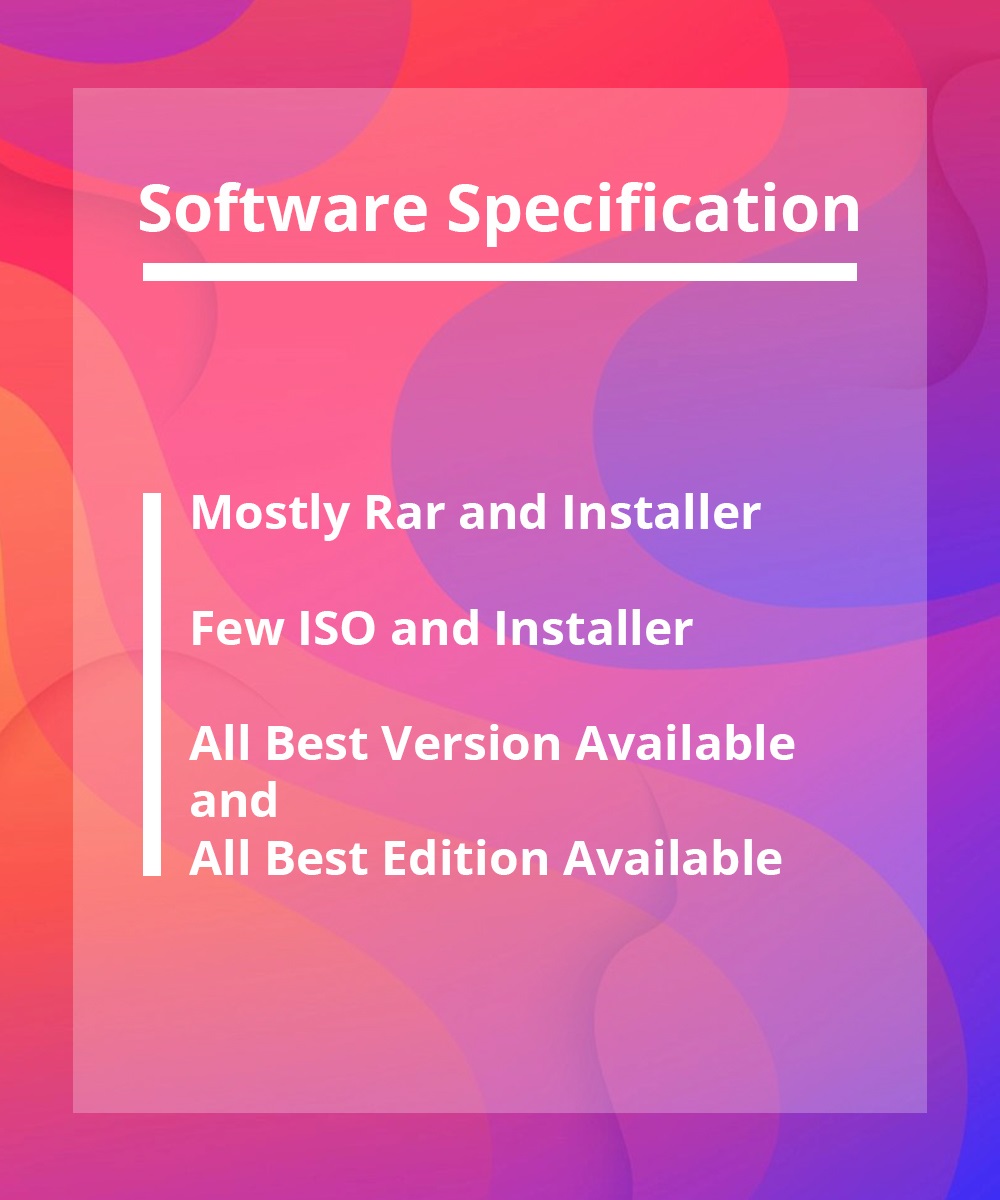 Software Specification
Mostly Rar and Installer
Few ISO and Installer
All Best Version Available
and
All Best Edition Available